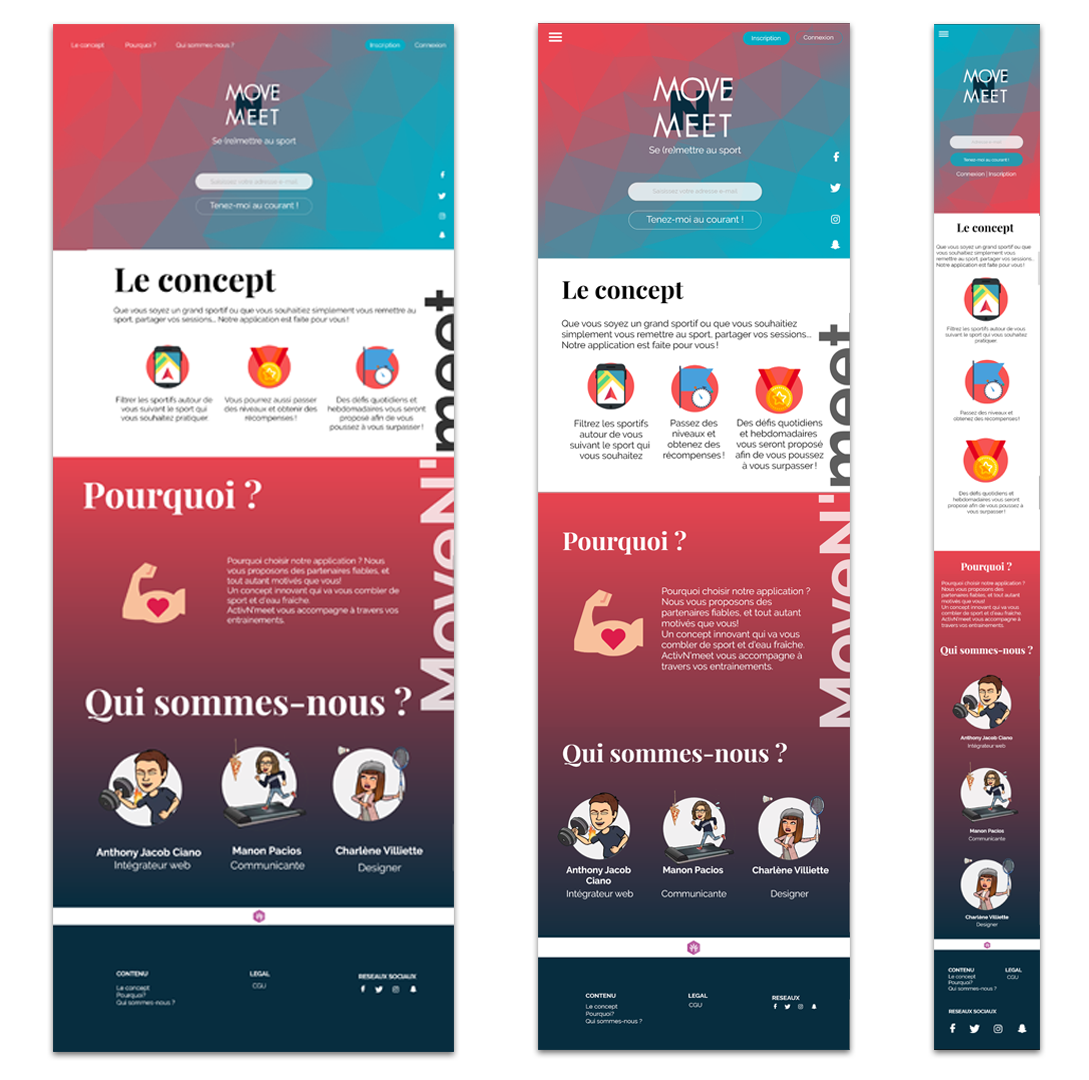 Le concept Pourquoi ? Qui sommes-nous ? Inscription Connexion
MOVE
N'
MEET
Se (re)mettre au sport
Saisissez votre adresse e-mail
Tenez-moi au courant !
Le concept
Que vous soyez un grand sportif ou que vous souhaitiez simplement vous remettre au
sport, partager vos sessions... Notre application est faite pour vous !
Filtrer les sportifs autour de
vous suivant le sport qui
vous souhaitez pratiquer
Vous pourrez aussi passer
des niveaux et obtenir des
récompenses !
Des défis quotidiens et
hebdomadaires vous seront
proposé afin de vous
poussez à vous surpasser !
MoveN'meet
Pourquoi ?
Pourquoi choisir notre application ? Nous
vous proposons des partenaires fiables, et
tout autant motivés que vous!
Un concept innovant qui va vous combler de
sport et d'eau fraîche
ActivN'meet vous accompagne à travers vos
entrainements.
Qui sommes-nous ?
Anthony Jacob Ciano
Intégrateur web
Manon Pacios
Communicante
Charlène Villiette
Designer
CONTENU
Le concept
Pourquoi?
Qui sommes-nous ?
LEGAL
CGU
RESEAUX SOCIAUX
Inscription Connexion
MOVE
N'
MEET
Se (re)mettre au sport
Saisissez votre adresse e-mail
Tenez-moi au courant !
Le concept
Que vous soyez un grand sportif ou que vous souhaitiez
simplement vous remettre au sport, partager vos sessions...
Notre application est faite pour vous !
Filtrez les sportifs
autour de vous
suivant le sport qui
vous souhaitez
Passez des
niveaux et
obtenez des
récompenses !
Des défis quotidiens
et hebdomadaires
vous seront proposé
afin de vous poussez
à vous surpasser !
MoveN'meet
Pourquoi ?
Pourquoi choisir notre application ?
Nous vous proposons des
partenaires fiables, et tout autant
motivés que vous!
Un concept innovant qui va vous
combler de sport et d'eau fraîche.
ActivN'meet vous accompagne à
travers vos entrainements.
Qui sommes-nous ?
Anthony Jacob
Ciano
Intégrateur web
Manon Pacios
Communicante
Charlène Villiette
Designer
CONTENU
Le concept
Pourquoi?
Qui sommes-nous ?
LEGAL
CGU
RESEAUX
MOVE
N'
MEET
Tenez-moi au courant !
Connexion | Inscription
Le concept
Que vous soyez un grand sportif ou que
vous souhaitiez simplement vous
remettre au sport, partager vos sessions...
Notre application est faite pour vous !
Filtrez les sportifs autour de vous
suivant le sport qui vous souhaitez
pratiquer
Passez des niveaux et
obtenez des récompenses !
Des défis quotidiens et
hebdomadaires vous seront
proposé afin de vous poussez à
vous surpasser !
Pourquoi ?
Pourquoi choisir notre application ?
Nous vous proposons des
partenaires fiables, et tout autant
motivés que vous!
Un concept innovant qui va vous
combler de sport et d'eau fraîche
ActivN'meet vous accompagne à
travers vos entrainements.
Qui sommes-nous ?
Anthony Jacob Ciano
Intégrateur web
Manon Pacios
Communicante
Charlène Villiette
Designer
CONTENU
Le concept
Pourquoi?
Qui sommes-nous ?
LEGAL
CGU
RESEAUX SOCIAUX